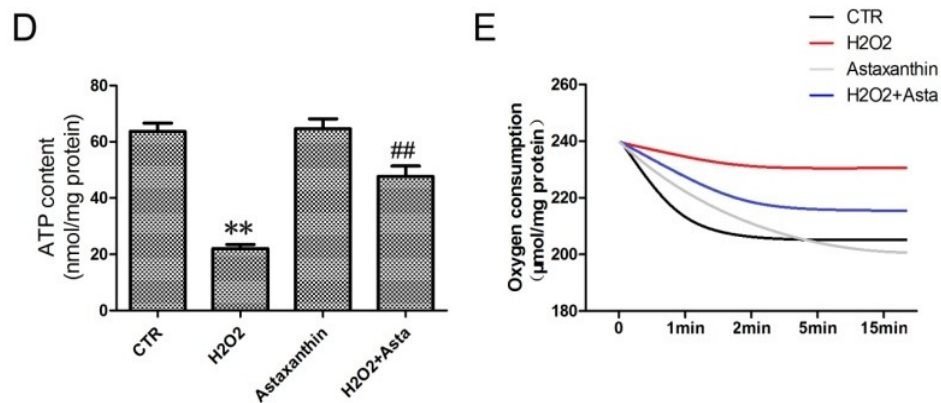 D
ATP content
(nmol/mg protein)
80
60
40
20
0
**
##
CTR
H2O2
Astaxanthin
H2O2+Asta
E
CTR
H2O2
Astaxanthin
H2O2+Asta
Oxygen consumption
(μmol/mg protein)
260
240
220
200
180
0 1min 2min 5min 15min